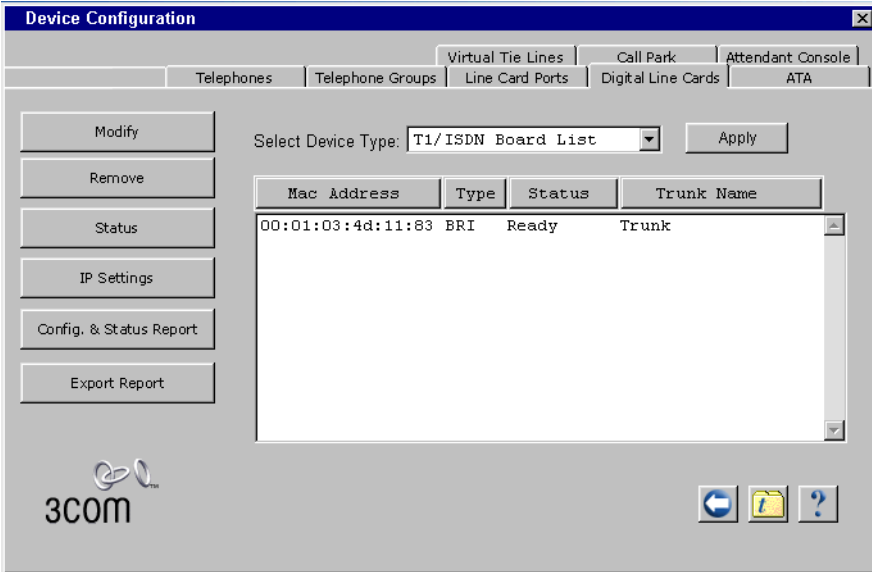 Device Configuration
Virtual Tie Lines Call Park Attendant Console
Telephones Telephone Groups Line Card Ports Digital Line Cards ATA
Modify
Remove
Status
IP Settings
Config. & Status Report
Export Report
Select Device Type: T1/ISDN Board List Apply
Mac Address Type Status Trunk Name
00:01:03:4d:11:83 BRI Ready Trunk
3COM
t ?